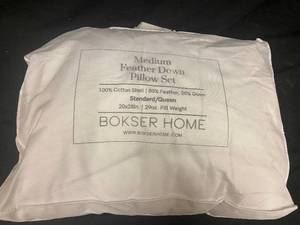 Medium
Feather Down
Pillow Set
100% Cotton Shell | 80% Feather, 20% Down
Standard/Queen
20x28in. | 29oz. Fill Weight
BOKSER HOME
WWW.BOKSERHOME.COM